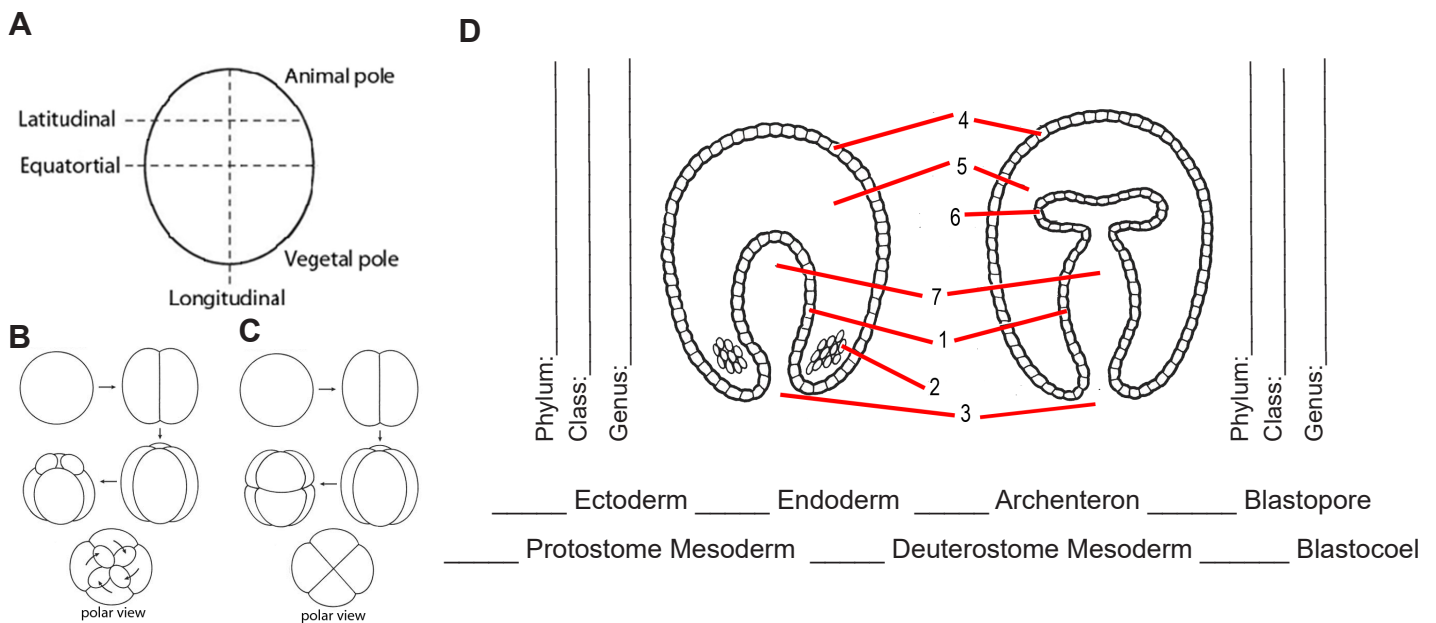 A
Animal pole
Latitudinal
Equatortial
Vegetal pole
Longitudinal
B
polar view
C
polar view
D
Phylum:
Class:
Genus:
4
5
6
7
1
2
3
Phylum:
Class:
Genus:
_____ Ectoderm _____ Endoderm _____ Archenteron ______ Blastopore
_____ Protostome Mesoderm _____ Deuterostome Mesoderm ______ Blastocoel